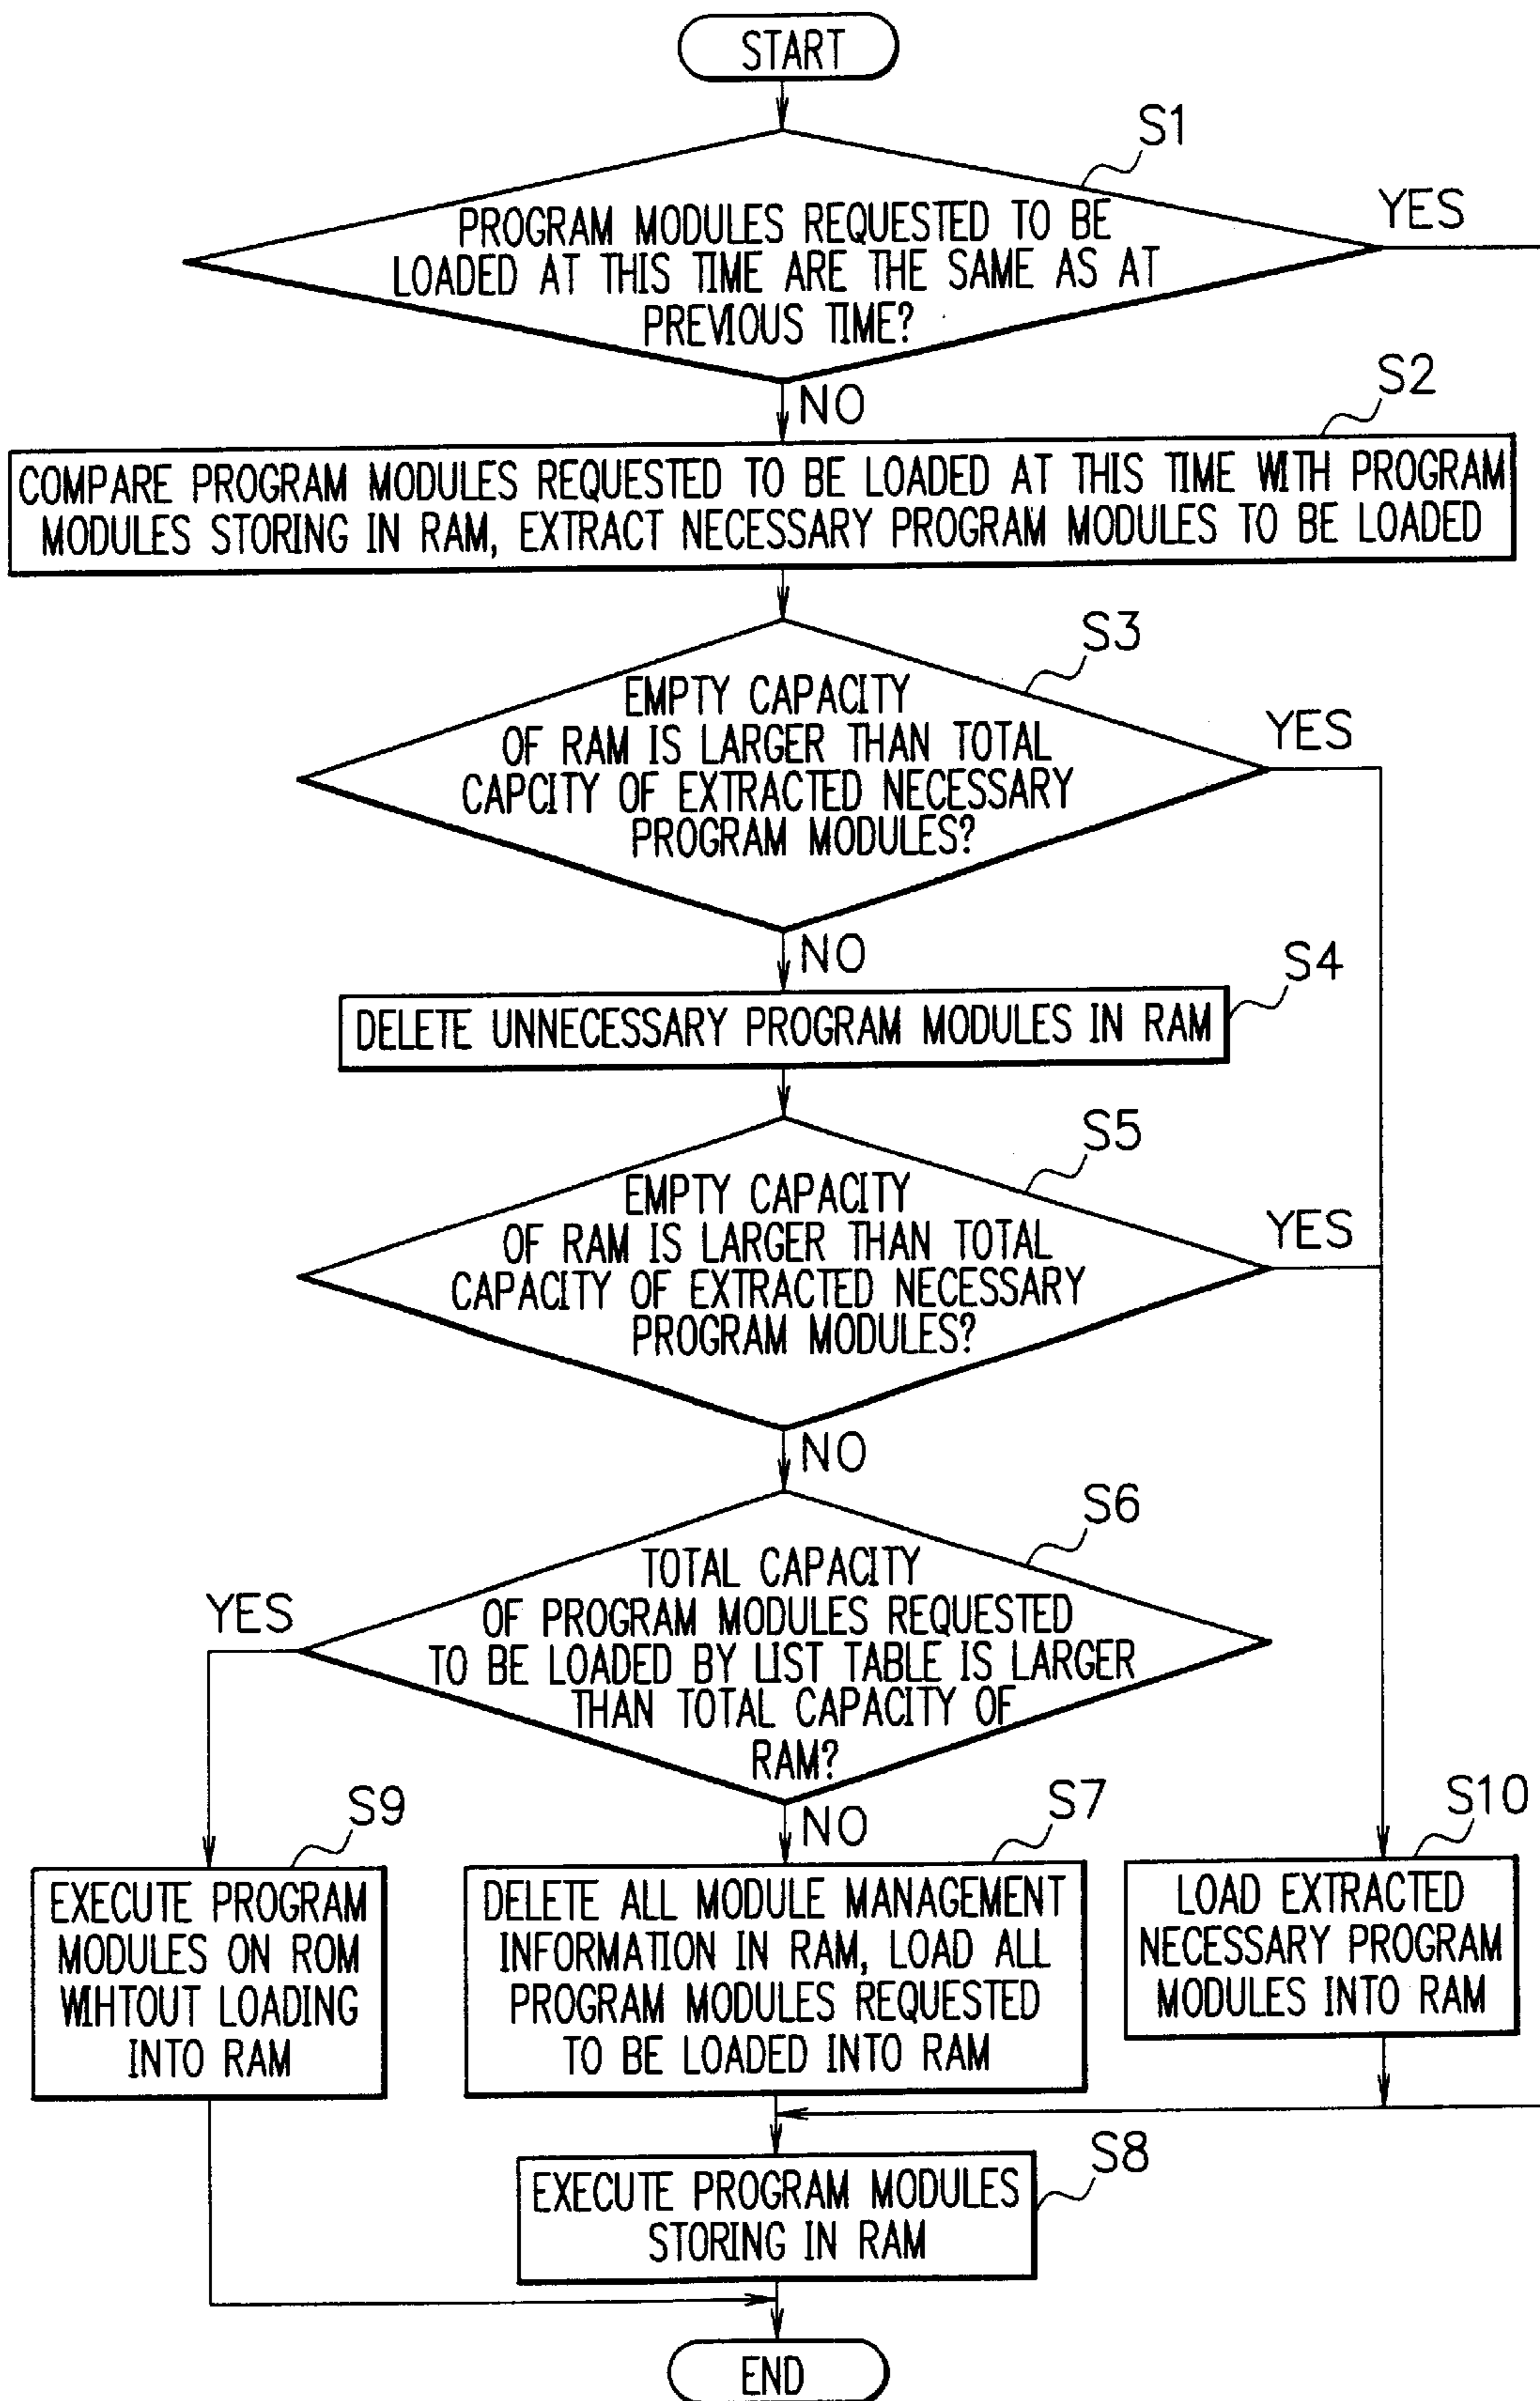 START
S1
PROGRAM MODULES REQUESTED TO BE
LOADED AT THIS TIME ARE THE SAME AS AT
PREVIOUS TIME?
YES
NO
S2
COMPARE PROGRAM MODULES REQUESTED TO BE LOADED AT THIS TIME WITH PROGRAM
MODULES STORING IN RAM, EXTRACT NECESSARY PROGRAM MODULES TO BE LOADED
S3
EMPTY CAPACITY
OF RAM IS LARGER THAN TOTAL
CAPCITY OF EXTRACTED NECESSARY
PROGRAM MODULES?
YES
NO
S4
DELETE UNNECESSARY PROGRAM MODULES IN RAM
S5
EMPTY CAPACITY
OF RAM IS LARGER THAN TOTAL
CAPACITY OF EXTRACTED NECESSARY
PROGRAM MODULES?
YES
NO
S6
TOTAL CAPACITY
OF PROGRAM MODULES REQUESTED
TO BE LOADED BY LIST TABLE IS LARGER
THAN TOTAL CAPACITY OF
RAM?
YES
NO
S9
EXECUTE PROGRAM
MODULES ON ROM
WIHTOUT LOADING
INTO RAM
S7
DELETE ALL MODULE MANAGEMENT
INFORMATION IN RAM, LOAD ALL
PROGRAM MODULES REQUESTED
TO BE LOADED INTO RAM
S10
LOAD EXTRACTED
NECESSARY PROGRAM
MODULES INTO RAM
S8
EXECUTE PROGRAM MODULES
STORING IN RAM
END